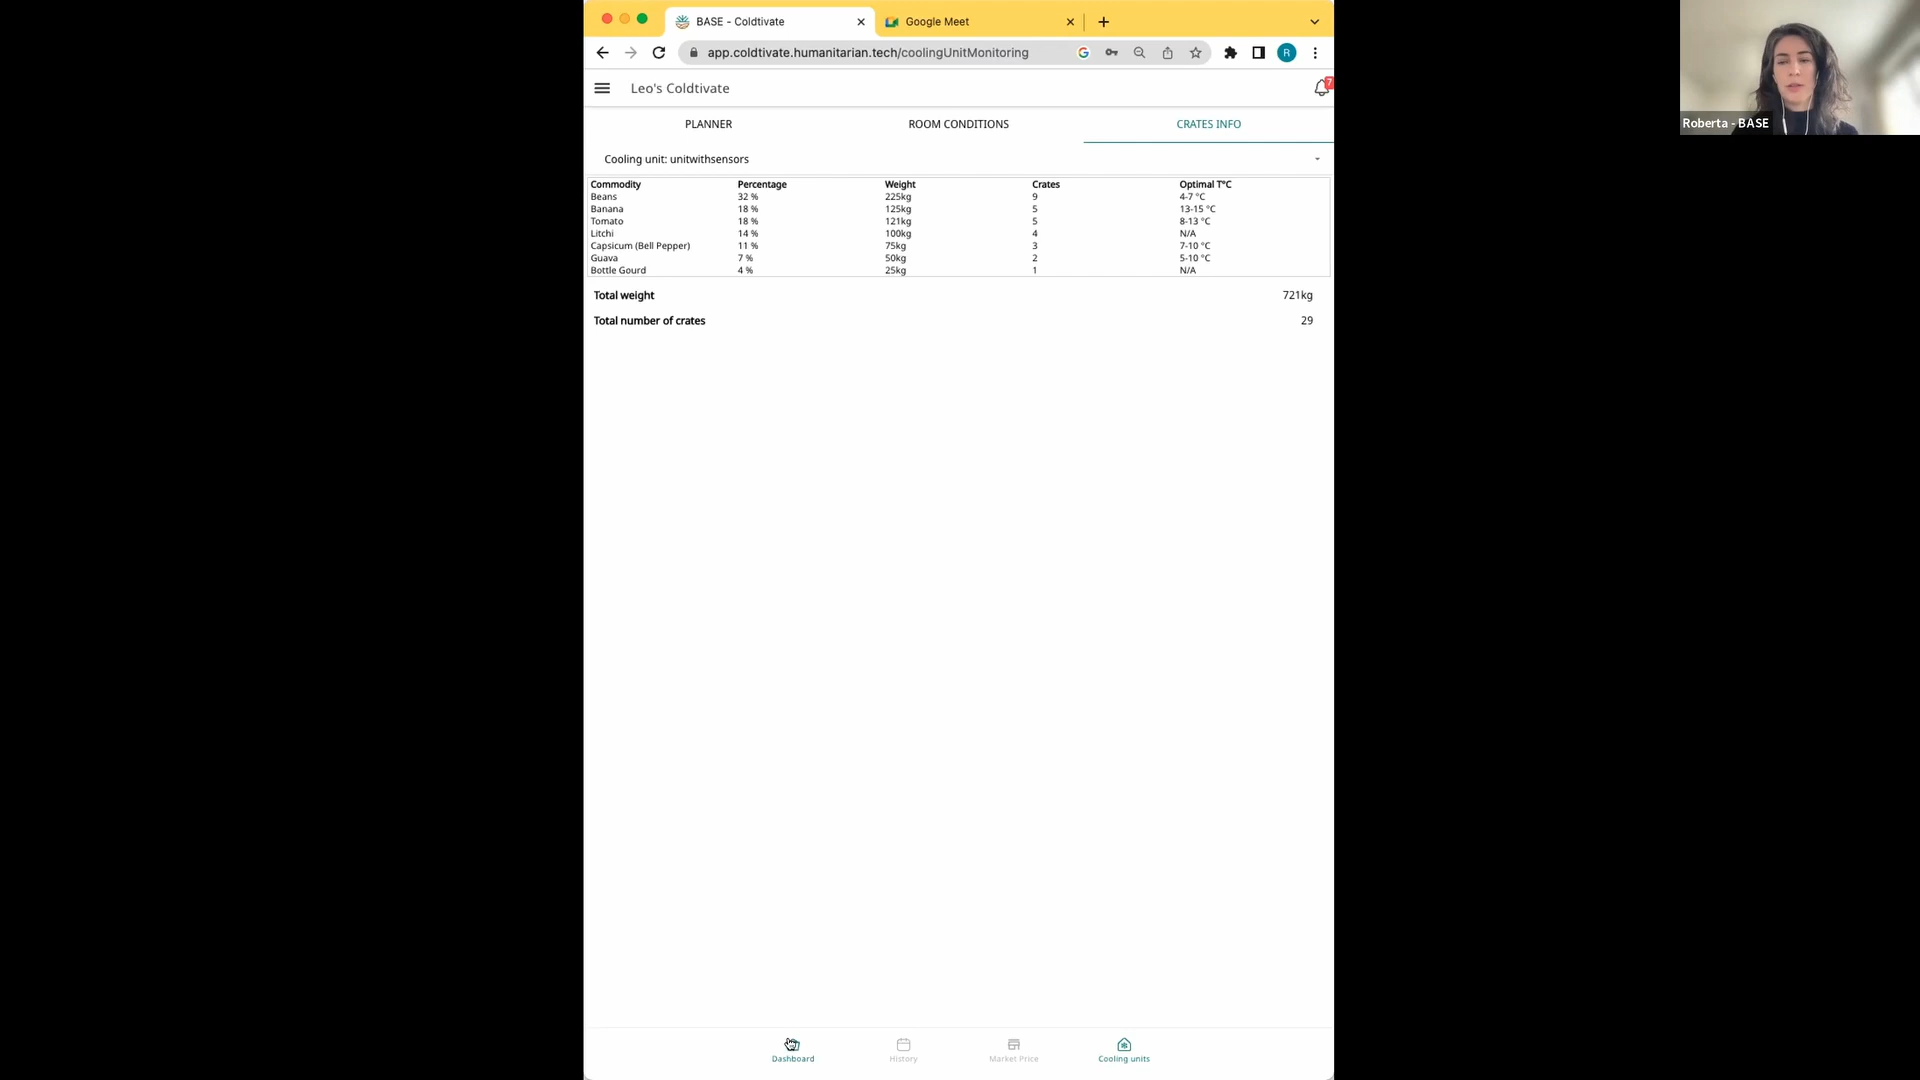 BASE - Coldtivate
Google Meet
app.coldtivate.humanitarian.tech/coolingUnitMonitoring
R
Leo's Coldtivate
7
PLANNER ROOM CONDITIONS CRATES INFO
Cooling unit: unitwithsensors
Commodity Percentage Weight Crates Optimal T°C
Beans 32 % 225kg 9 4-7 °C
Banana 18 % 125kg 5 13-15 °C
Tomato 18 % 121kg 5 8-13 °C
Litchi 14 % 100kg 4 N/A
Capsicum (Bell Pepper) 11 % 75kg 3 7-10 °C
Guava 7 % 50kg 2 5-10 °C
Bottle Gourd 4 % 25kg 1 N/A
Total weight 721kg
Total number of crates 29
Dashboard History Market Price Cooling units
Roberta - BASE